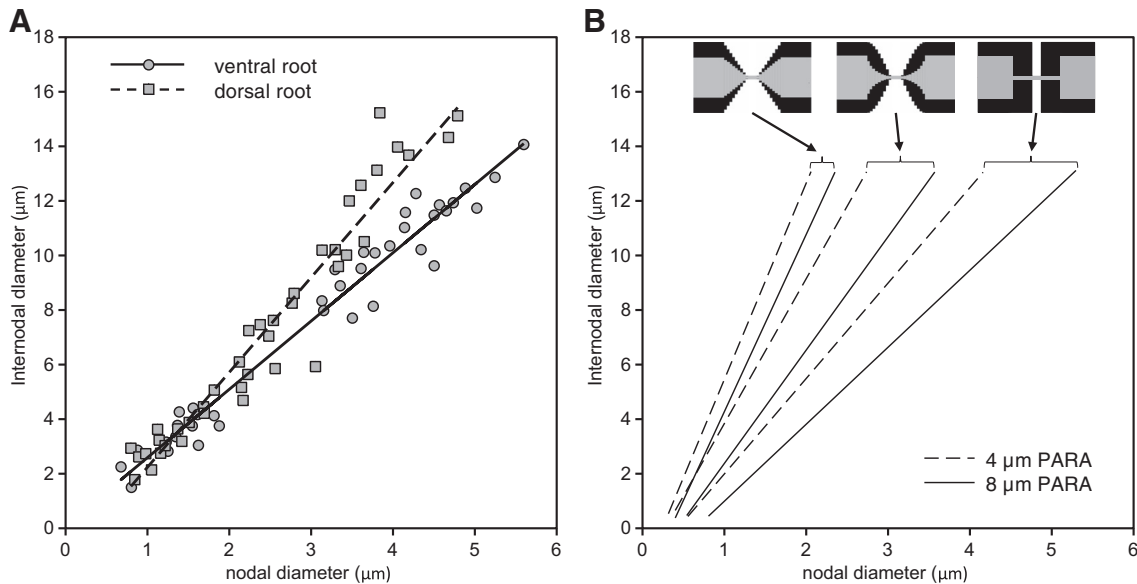 A
18
16
14
12
10
8
6
4
2
0
Internodal diameter (µm)
ventral root
dorsal root
0 1 2 3 4 5 6
nodal diameter (µm)
B
18
16
14
12
10
8
6
4
2
0
Internodal diameter (µm)
4 µm PARA
8 µm PARA
0 1 2 3 4 5 6
nodal diameter (µm)